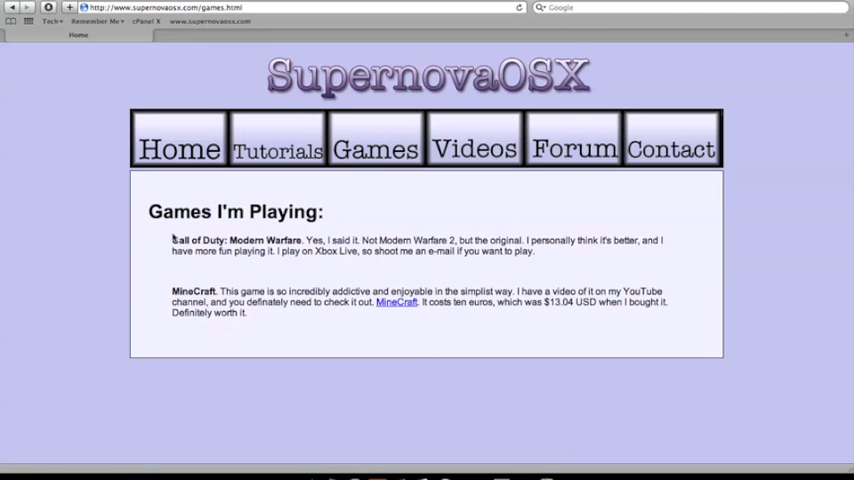 http://www.supernovaosx.com/games.html
Google
Tech Remember Me cPanel X www.supernovaosx.com
Home
SupernovaOSX
Home Tutorials Games Videos Forum Contact
Games I'm Playing:
Call of Duty: Modern Warfare. Yes, I said it. Not Modern Warfare 2, but the original. I personally think it's better, and I
have more fun playing it. I play on Xbox Live, so shoot me an e-mail if you want to play.
MineCraft. This game is so incredibly addictive and enjoyable in the simplist way. I have a video of it on my YouTube
channel, and you definately need to check it out. MineCraft. It costs ten euros, which was $13.04 USD when I bought it.
Definitely worth it.